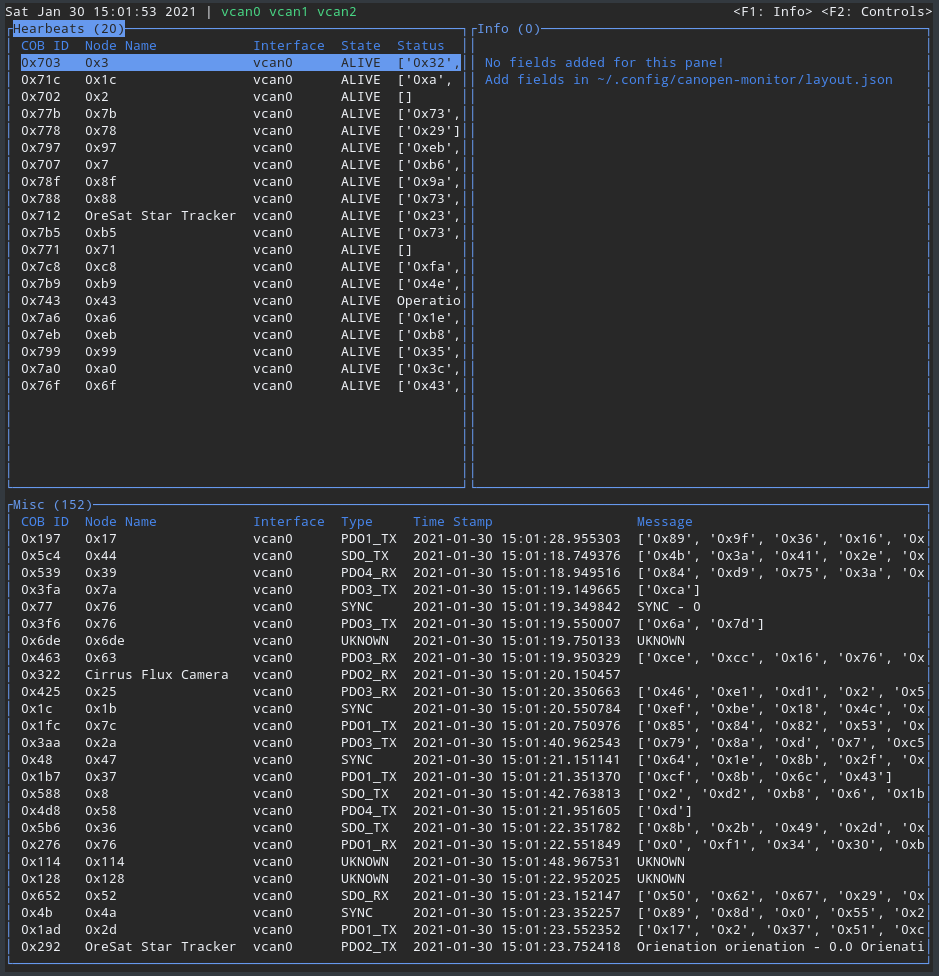 Sat Jan 30 15:01:53 2021 | vcan0 vcan1 vcan2 <F1: Info> <F2: Controls>
Hearbeats (20)
COB ID Node Name Interface State Status
0x703 0x3 vcan0 ALIVE ['0x32',
0x71c 0x1c vcan0 ALIVE ['0xa',
0x702 0x2 vcan0 ALIVE []
0x77b 0x7b vcan0 ALIVE ['0x73',
0x778 0x78 vcan0 ALIVE ['0x29']
0x797 0x97 vcan0 ALIVE ['0xeb',
0x707 0x7 vcan0 ALIVE ['0xb6',
0x78f 0x8f vcan0 ALIVE ['0x9a',
0x788 0x88 vcan0 ALIVE ['0x73',
0x712 OreSat Star Tracker vcan0 ALIVE ['0x23',
0x7b5 0xb5 vcan0 ALIVE ['0x73',
0x771 0x71 vcan0 ALIVE []
0x7c8 0xc8 vcan0 ALIVE ['0xfa',
0x7b9 0xb9 vcan0 ALIVE ['0x4e',
0x743 0x43 vcan0 ALIVE Operatio
0x7a6 0xa6 vcan0 ALIVE ['0x1e',
0x7eb 0xeb vcan0 ALIVE ['0xb8',
0x799 0x99 vcan0 ALIVE ['0x35',
0x7a0 0xa0 vcan0 ALIVE ['0x3c',
0x76f 0x6f vcan0 ALIVE ['0x43',
Info (0)
No fields added for this pane!
Add fields in ~/.config/canopen-monitor/layout.json
Misc (152)
COB ID Node Name Interface Type Time Stamp Message
0x197 0x17 vcan0 PDO1_TX 2021-01-30 15:01:28.955303 ['0x89', '0x9f', '0x36', '0x16', '0x
0x5c4 0x44 vcan0 SDO_TX 2021-01-30 15:01:18.749376 ['0x4b', '0x3a', '0x41', '0x2e', '0x
0x539 0x39 vcan0 PDO4_RX 2021-01-30 15:01:18.949516 ['0x84', '0xd9', '0x75', '0x3a', '0x
0x3fa 0x7a vcan0 PDO3_TX 2021-01-30 15:01:19.149665 ['0xca']
0x77 0x76 vcan0 SYNC 2021-01-30 15:01:19.349842 SYNC - 0
0x3f6 0x76 vcan0 PDO3_TX 2021-01-30 15:01:19.550007 ['0x6a', '0x7d']
0x6de 0x6de vcan0 UKNOWN 2021-01-30 15:01:19.750133 UKNOWN
0x463 0x63 vcan0 PDO3_RX 2021-01-30 15:01:19.950329 ['0xce', '0xcc', '0x16', '0x76', '0x
0x322 Cirrus Flux Camera vcan0 PDO2_RX 2021-01-30 15:01:20.150457
0x425 0x25 vcan0 PDO3_RX 2021-01-30 15:01:20.350663 ['0x46', '0xe1', '0xd1', '0x2', '0x5
0x1c 0x1b vcan0 SYNC 2021-01-30 15:01:20.550784 ['0xef', '0xbe', '0x18', '0x4c', '0x
0x1fc 0x7c vcan0 PDO1_TX 2021-01-30 15:01:20.750976 ['0x85', '0x84', '0x82', '0x53', '0x
0x3aa 0x2a vcan0 PDO3_TX 2021-01-30 15:01:40.962543 ['0x79', '0x8a', '0xd', '0x7', '0xc5
0x48 0x47 vcan0 SYNC 2021-01-30 15:01:21.151141 ['0x64', '0x1e', '0x8b', '0x2f', '0x
0x1b7 0x37 vcan0 PDO1_TX 2021-01-30 15:01:21.351370 ['0xcf', '0x8b', '0x6c', '0x43']
0x588 0x8 vcan0 SDO_TX 2021-01-30 15:01:42.763813 ['0x2', '0xd2', '0xb8', '0x6', '0x1b
0x4d8 0x58 vcan0 PDO4_TX 2021-01-30 15:01:21.951605 ['0xd']
0x5b6 0x36 vcan0 SDO_TX 2021-01-30 15:01:22.351782 ['0x8b', '0x2b', '0x49', '0x2d', '0x
0x276 0x76 vcan0 PDO1_RX 2021-01-30 15:01:22.551849 ['0x0', '0xf1', '0x34', '0x30', '0xb
0x114 0x114 vcan0 UKNOWN 2021-01-30 15:01:48.967531 UKNOWN
0x128 0x128 vcan0 UKNOWN 2021-01-30 15:01:22.952025 UKNOWN
0x652 0x52 vcan0 SDO_RX 2021-01-30 15:01:23.152147 ['0x50', '0x62', '0x67', '0x29', '0x
0x4b 0x4a vcan0 SYNC 2021-01-30 15:01:23.352257 ['0x89', '0x8d', '0x0', '0x55', '0x2
0x1ad 0x2d vcan0 PDO1_TX 2021-01-30 15:01:23.552352 ['0x17', '0x2', '0x37', '0x51', '0xc
0x292 OreSat Star Tracker vcan0 PDO2_TX 2021-01-30 15:01:23.752418 Orienation orienation - 0.0 Orienati